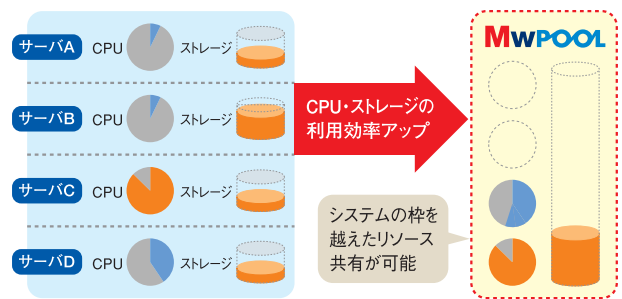 サーバA
CPU
ストレージ
サーバB
CPU
ストレージ
サーバC
CPU
ストレージ
サーバD
CPU
ストレージ
CPU・ストレージの
利用効率アップ
システムの枠を
越えたリソース
共有が可能
MWPOOL